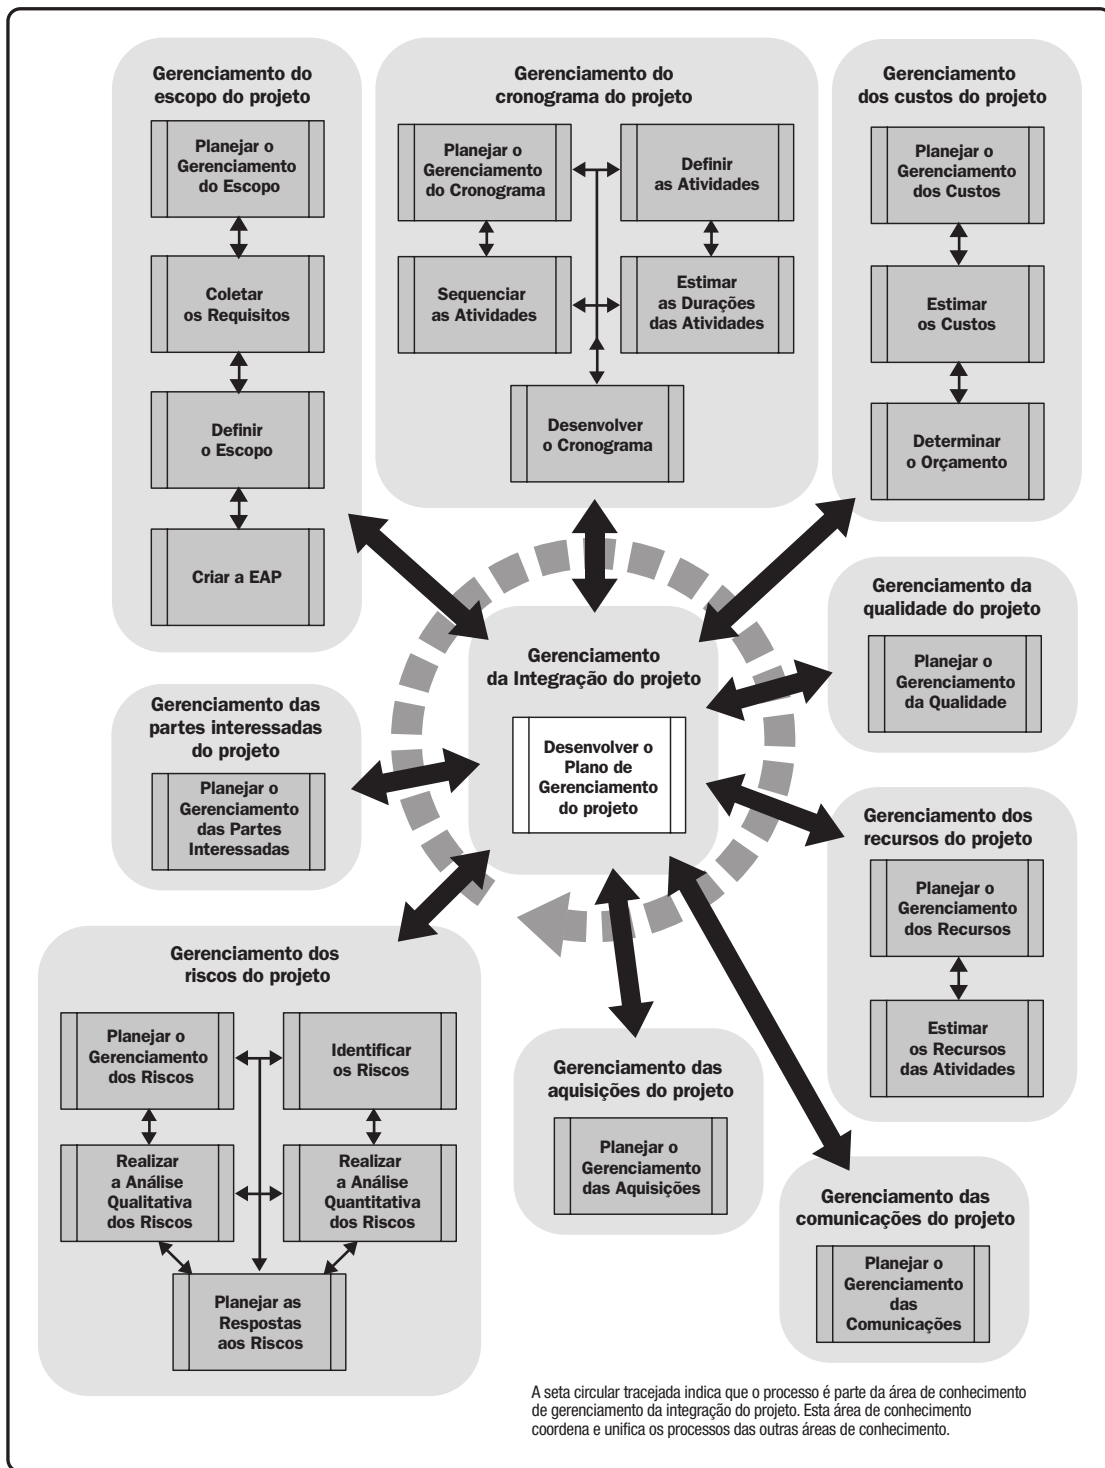 Gerenciamento do
escopo do projeto
Planejar o
Gerenciamento
do Escopo
Coletar
os Requisitos
Definir
o Escopo
Criar a EAP
Gerenciamento do
cronograma do projeto
Planejar o
Gerenciamento
do Cronograma
Definir
as Atividades
Sequenciar
as Atividades
Estimar
as Durações
das Atividades
Desenvolver
o Cronograma
Gerenciamento
dos custos do projeto
Planejar o
Gerenciamento
dos Custos
Estimar
os Custos
Determinar
o Orçamento
Gerenciamento da
qualidade do projeto
Planejar o
Gerenciamento
da Qualidade
Gerenciamento
da Integração do projeto
Desenvolver o
Plano de
Gerenciamento
do projeto
Gerenciamento das
partes interessadas
do projeto
Planejar o
Gerenciamento
das Partes
Interessadas
Gerenciamento dos
recursos do projeto
Planejar o
Gerenciamento
dos Recursos
Estimar
os Recursos
das Atividades
Gerenciamento dos
riscos do projeto
Planejar o
Gerenciamento
dos Riscos
Identificar
os Riscos
Realizar
a Análise
Qualitativa
dos Riscos
Realizar
a Análise
Quantitativa
dos Riscos
Planejar as
Respostas
aos Riscos
Gerenciamento das
aquisições do projeto
Planejar o
Gerenciamento
das Aquisições
Gerenciamento das
comunicações do projeto
Planejar o
Gerenciamento
das
Comunicações
A seta circular tracejada indica que o processo é parte da área de conhecimento
de gerenciamento da integração do projeto. Esta área de conhecimento
coordena e unifica os processos das outras áreas de conhecimento.